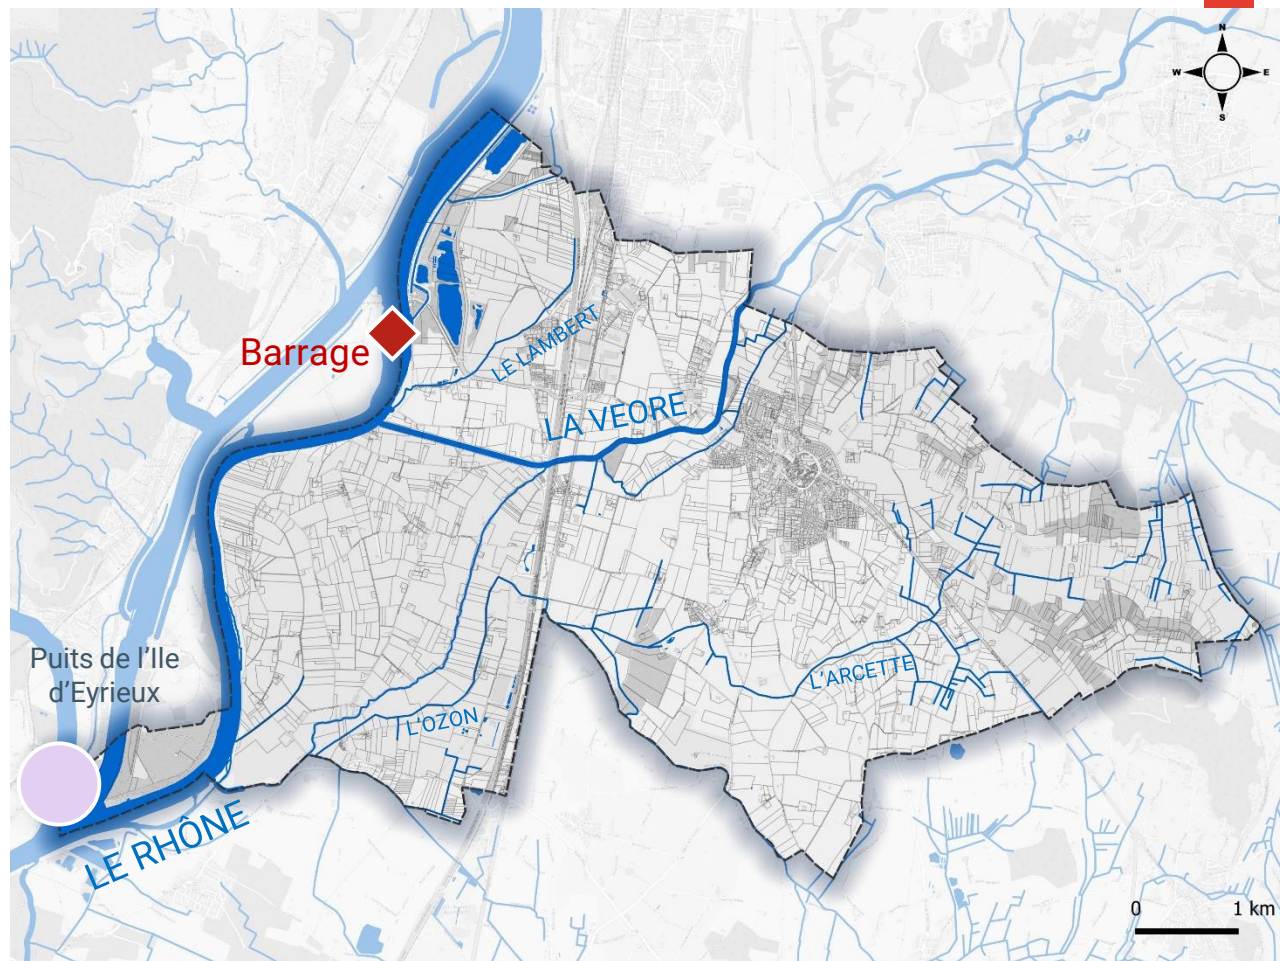 N
W
E
S
Barrage
LE LAMBERT
LA VEORE
Puits de l'Ile
d'Eyrieux
L'ARCETTE
L'OZON
LE RHÔNE
0
1 km